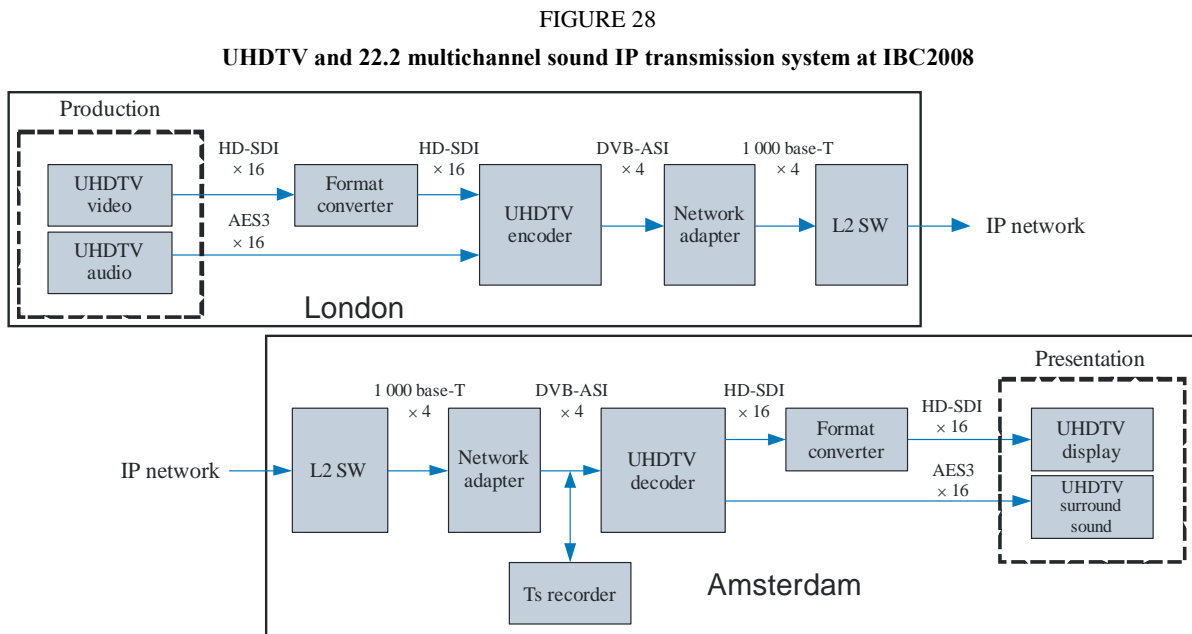 FIGURE 28
UHDTV and 22.2 multichannel sound IP transmission system at IBC2008
Production
HD-SDI
× 16
HD-SDI
× 16
DVB-ASI
× 4
1 000 base-T
× 4
UHDTV
video
Format
converter
AES3
× 16
UHDTV
audio
UHDTV
encoder
Network
adapter
L2 SW
IP network
London
Presentation
1 000 base-T
× 4
DVB-ASI
× 4
HD-SDI
× 16
HD-SDI
× 16
IP network
L2 SW
Network
adapter
UHDTV
decoder
Format
converter
UHDTV
display
AES3
× 16
UHDTV
surround
sound
Ts recorder
Amsterdam